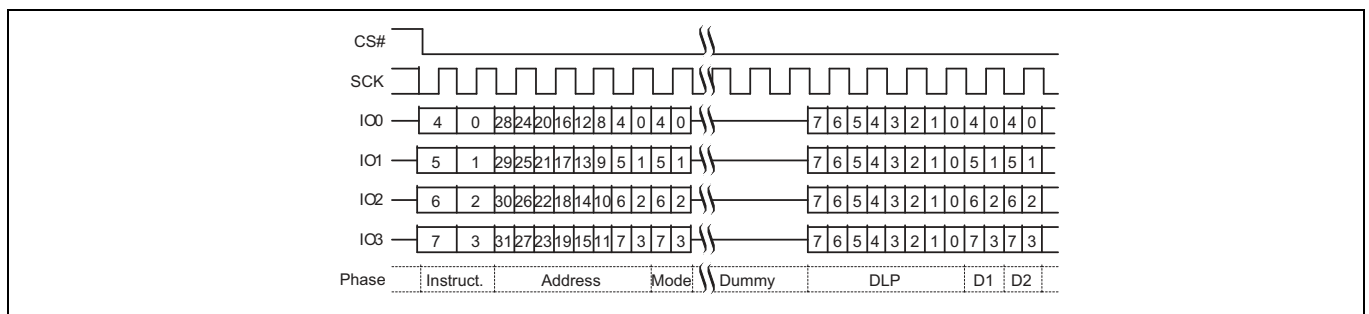 CS#
SCK
IO0 4 0 28 24 20 16 12 8 4 0 4 0 7 6 5 4 3 2 1 0 4 0 4 0
IO1 5 1 29 25 21 17 13 9 5 1 5 1 7 6 5 4 3 2 1 0 5 1 5 1
IO2 6 2 30 26 22 18 14 10 6 2 6 2 7 6 5 4 3 2 1 0 6 2 6 2
IO3 7 3 31 27 23 19 15 11 7 3 7 3 7 6 5 4 3 2 1 0 7 3 7 3
Phase Instruct. Address Mode Dummy DLP D1 D2